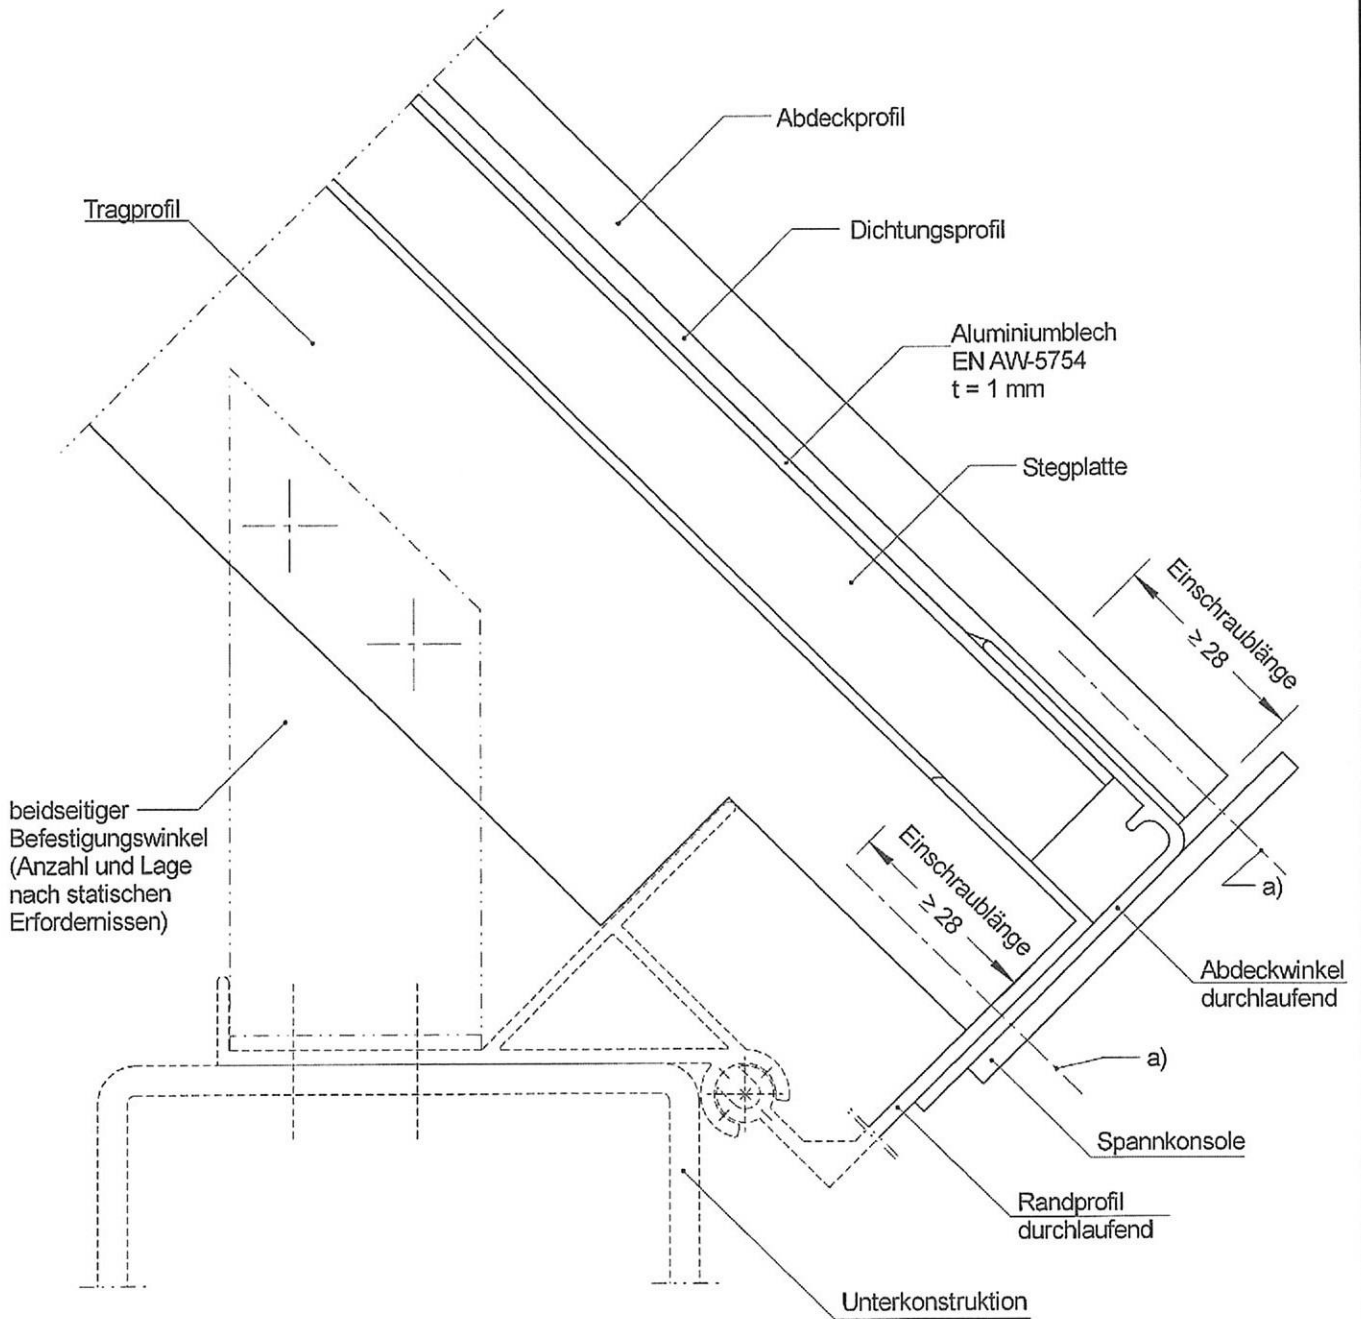 Abdeckprofil
Tragprofil
Dichtungsprofil
Aluminiumblech
EN AW-5754
t = 1 mm
Stegplatte
Einschraublänge
≥ 28
beidseitiger
Befestigungswinkel
(Anzahl und Lage
nach statischen
Erfordernissen)
Einschraublänge
≥ 28
a)
Abdeckwinkel
durchlaufend
a)
Spannkonsole
Randprofil
durchlaufend
Unterkonstruktion